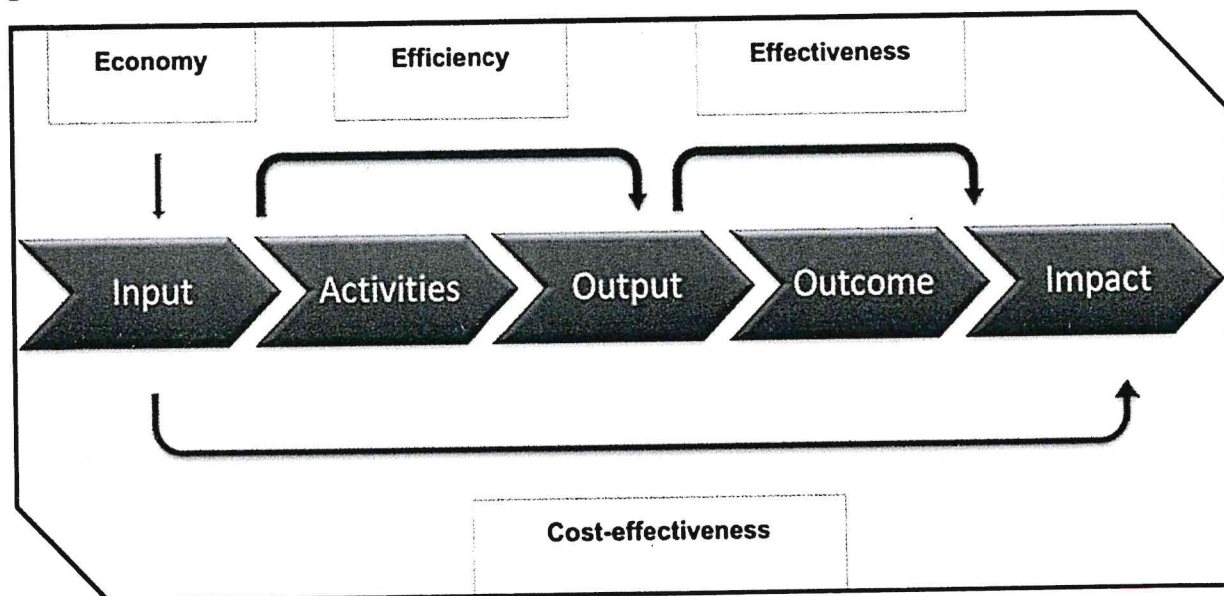 Economy
Efficiency
Effectiveness
Input
Activities
Output
Outcome
Impact
Cost-effectiveness